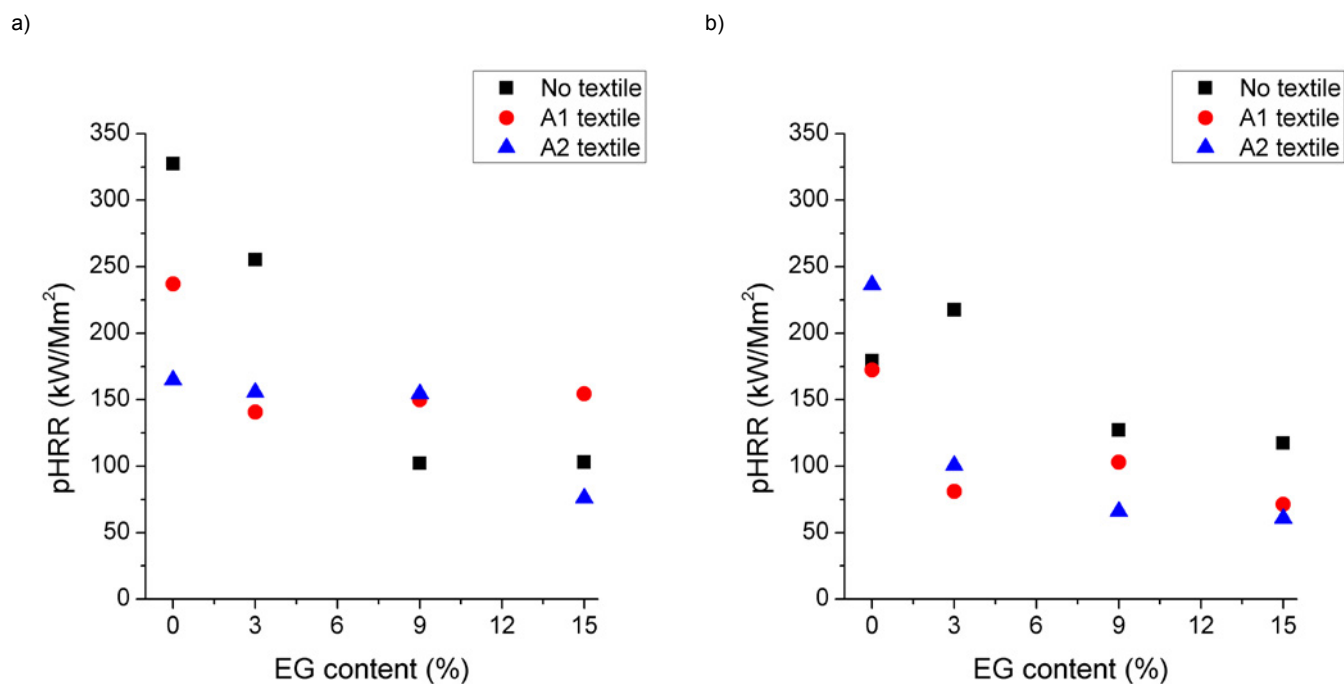 a)
No textile
A1 textile
A2 textile
350
300
250
200
150
100
50
0
pHRR (kW/Mm²)
0 3 6 9 12 15
EG content (%)
b)
No textile
A1 textile
A2 textile
350
300
250
200
150
100
50
0
pHRR (kW/Mm²)
0 3 6 9 12 15
EG content (%)